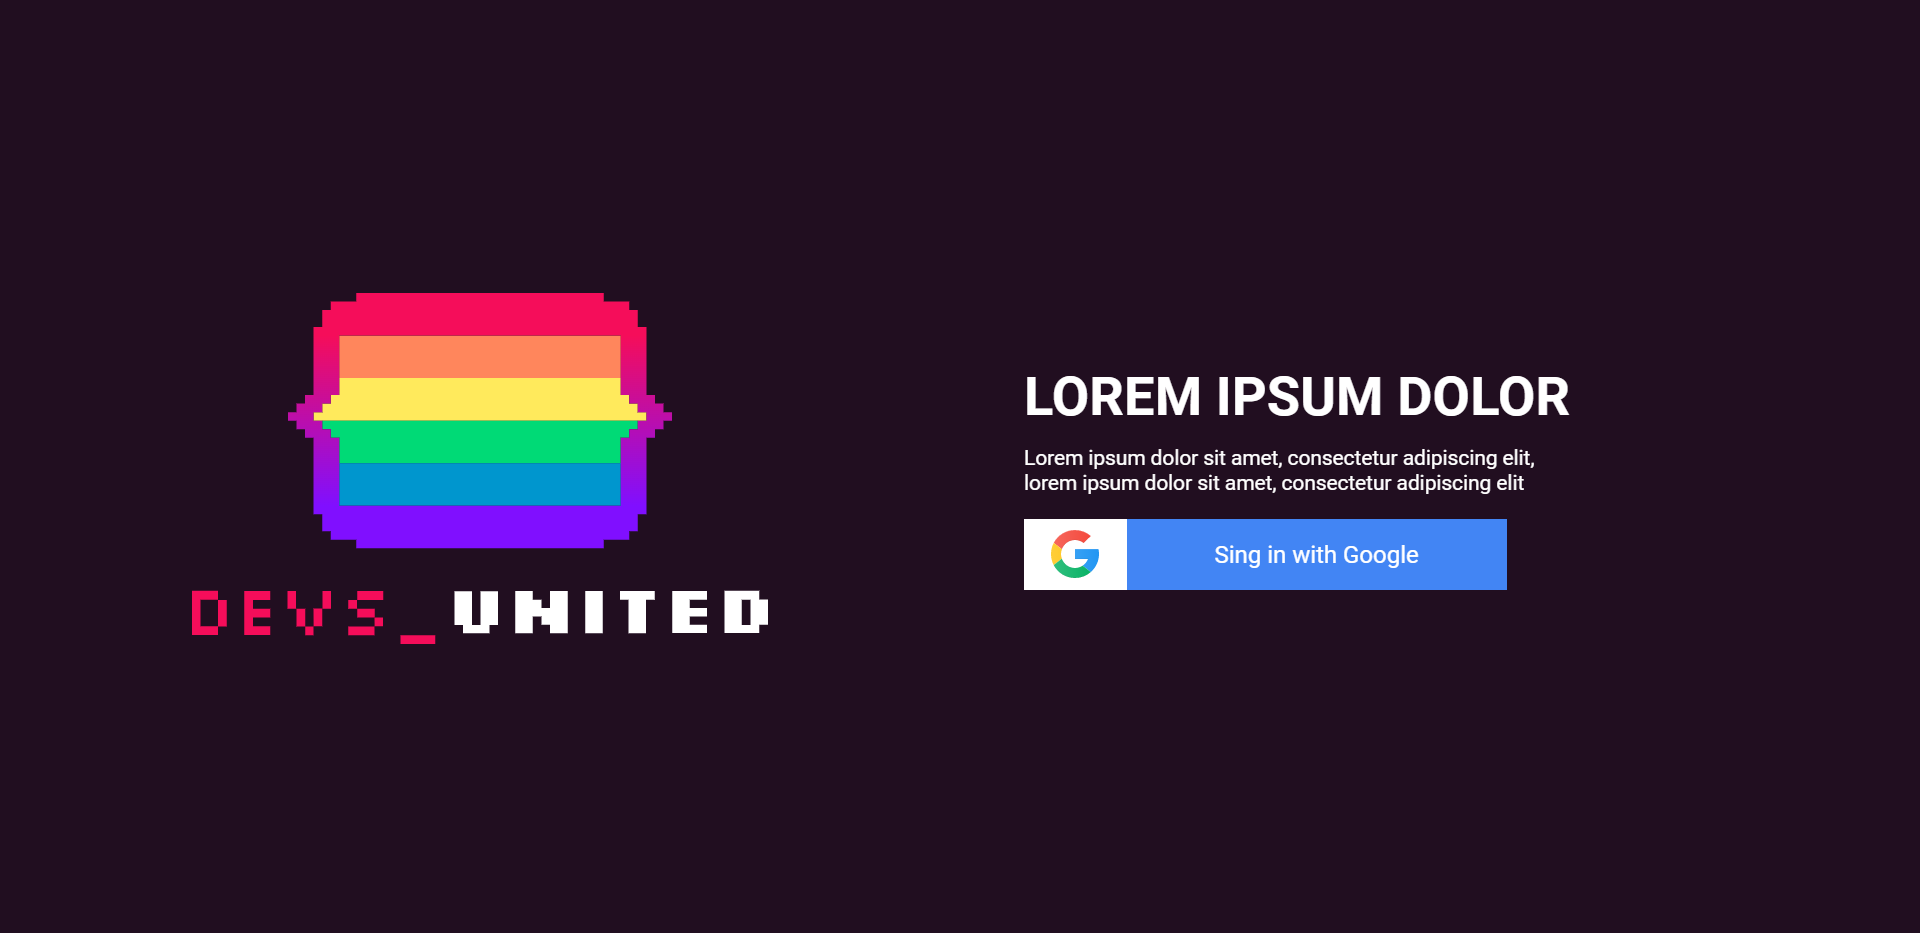 DEVS_UNITED
LOREM IPSUM DOLOR
Lorem ipsum dolor sit amet, consectetur adipiscing elit,
lorem ipsum dolor sit amet, consectetur adipiscing elit
Sing in with Google